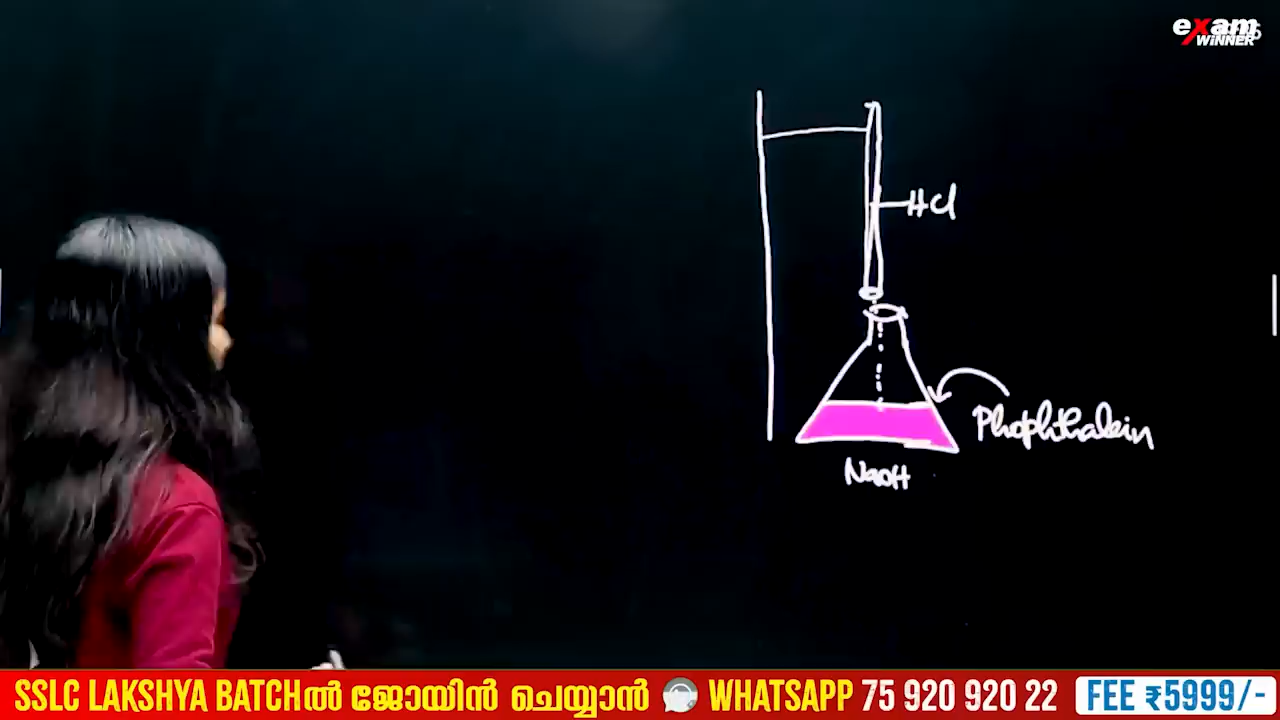 exam
WINNER
HCl
Phophthalein
NaOH
SSLC LAKSHYA BATCHൽ ജോയിൻ ചെയ്യാൻ WHATSAPP 75 920 920 22 FEE ₹5999/-